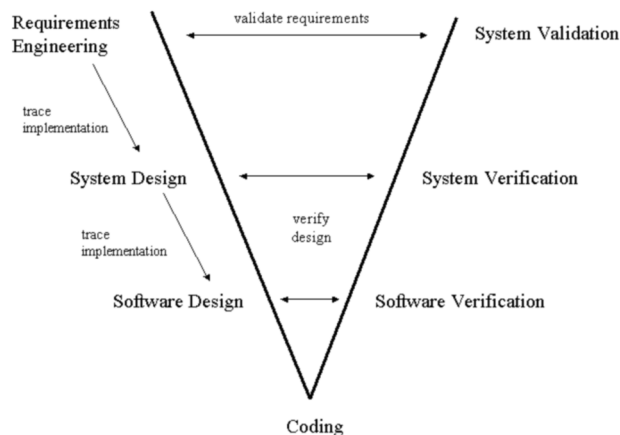 Requirements
Engineering
validate requirements
System Validation
trace
implementation
System Design
System Verification
verify
design
trace
implementation
Software Design
Software Verification
Coding